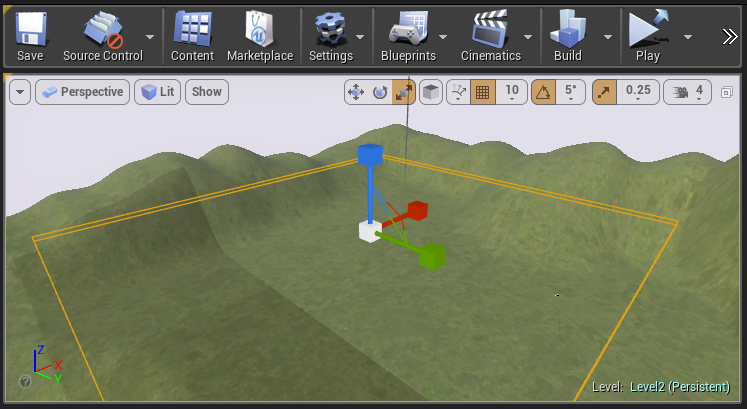 Save Source Control Content Marketplace Settings Blueprints Cinematics Build Play
Perspective Lit Show 10 5° 0.25 4
Z
X
Y
Level: Level2 (Persistent)